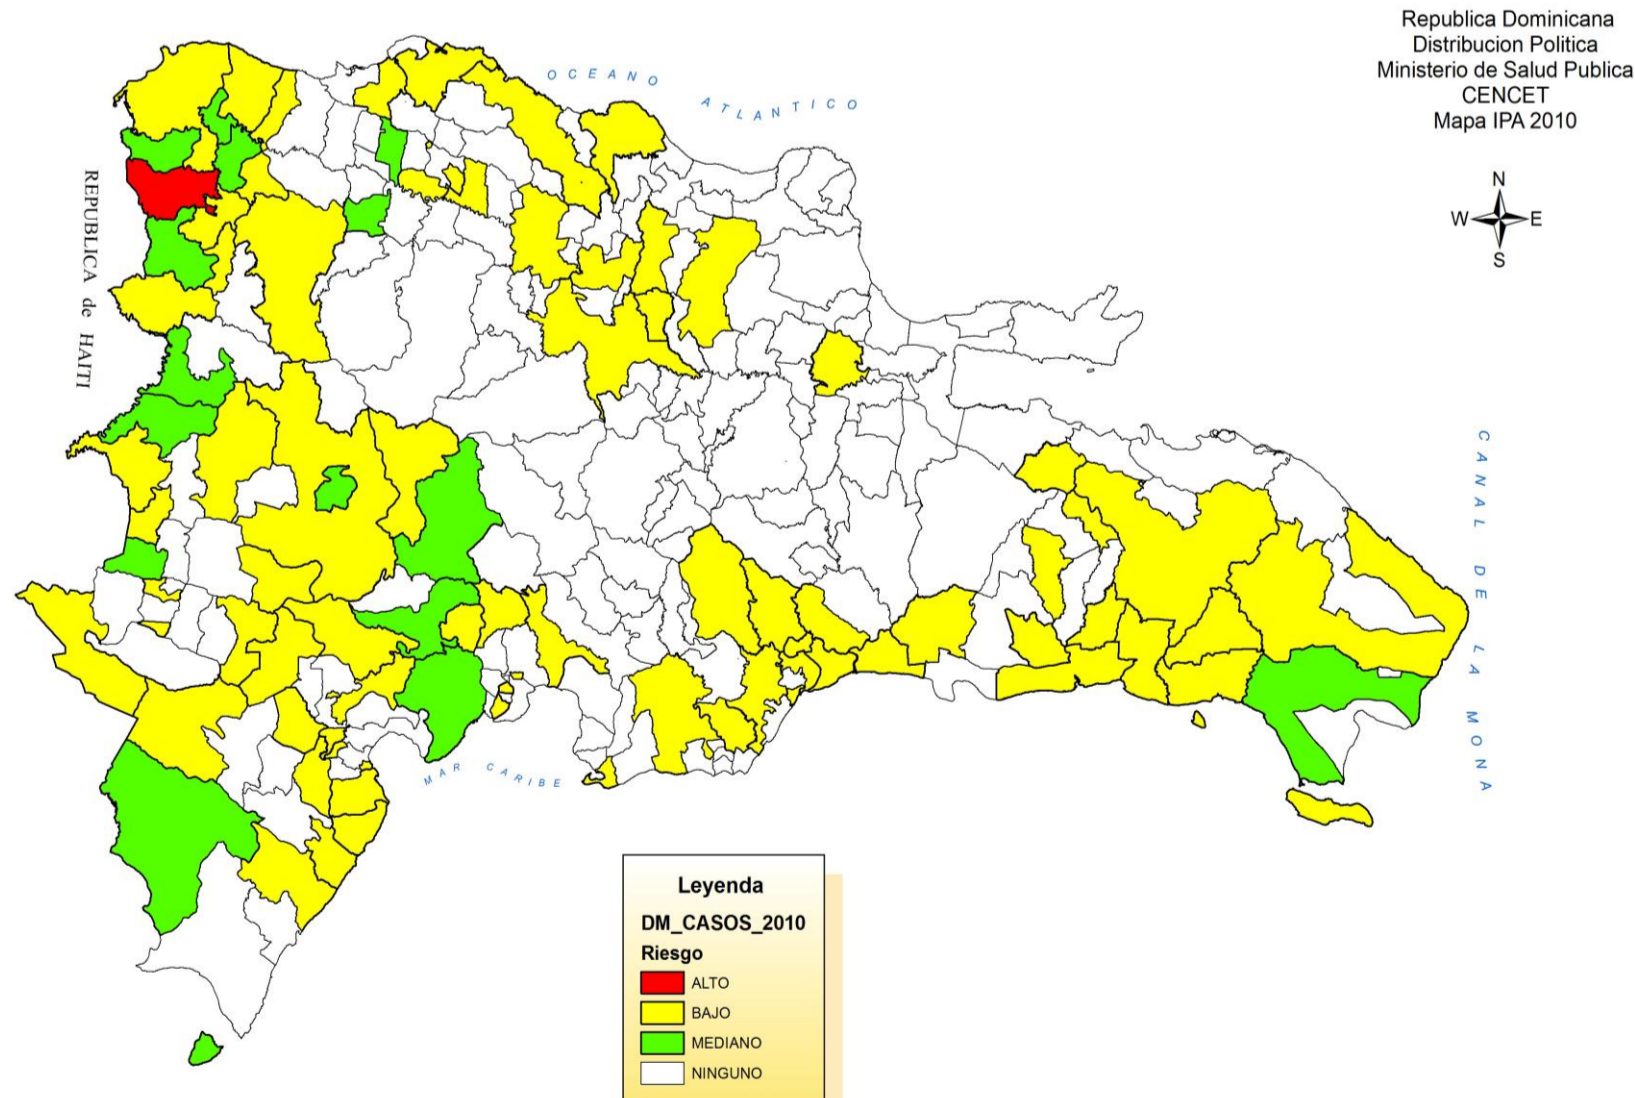 Republica Dominicana
Distribucion Politica
Ministerio de Salud Publica
CENCET
Mapa IPA 2010
N
W E
S
OCEANO
ATLANTICO
REPUBLICA de HAITI
CANAL DE LA MONA
MAR CARIBE
Leyenda
DM_CASOS_2010
Riesgo
ALTO
BAJO
MEDIANO
NINGUNO